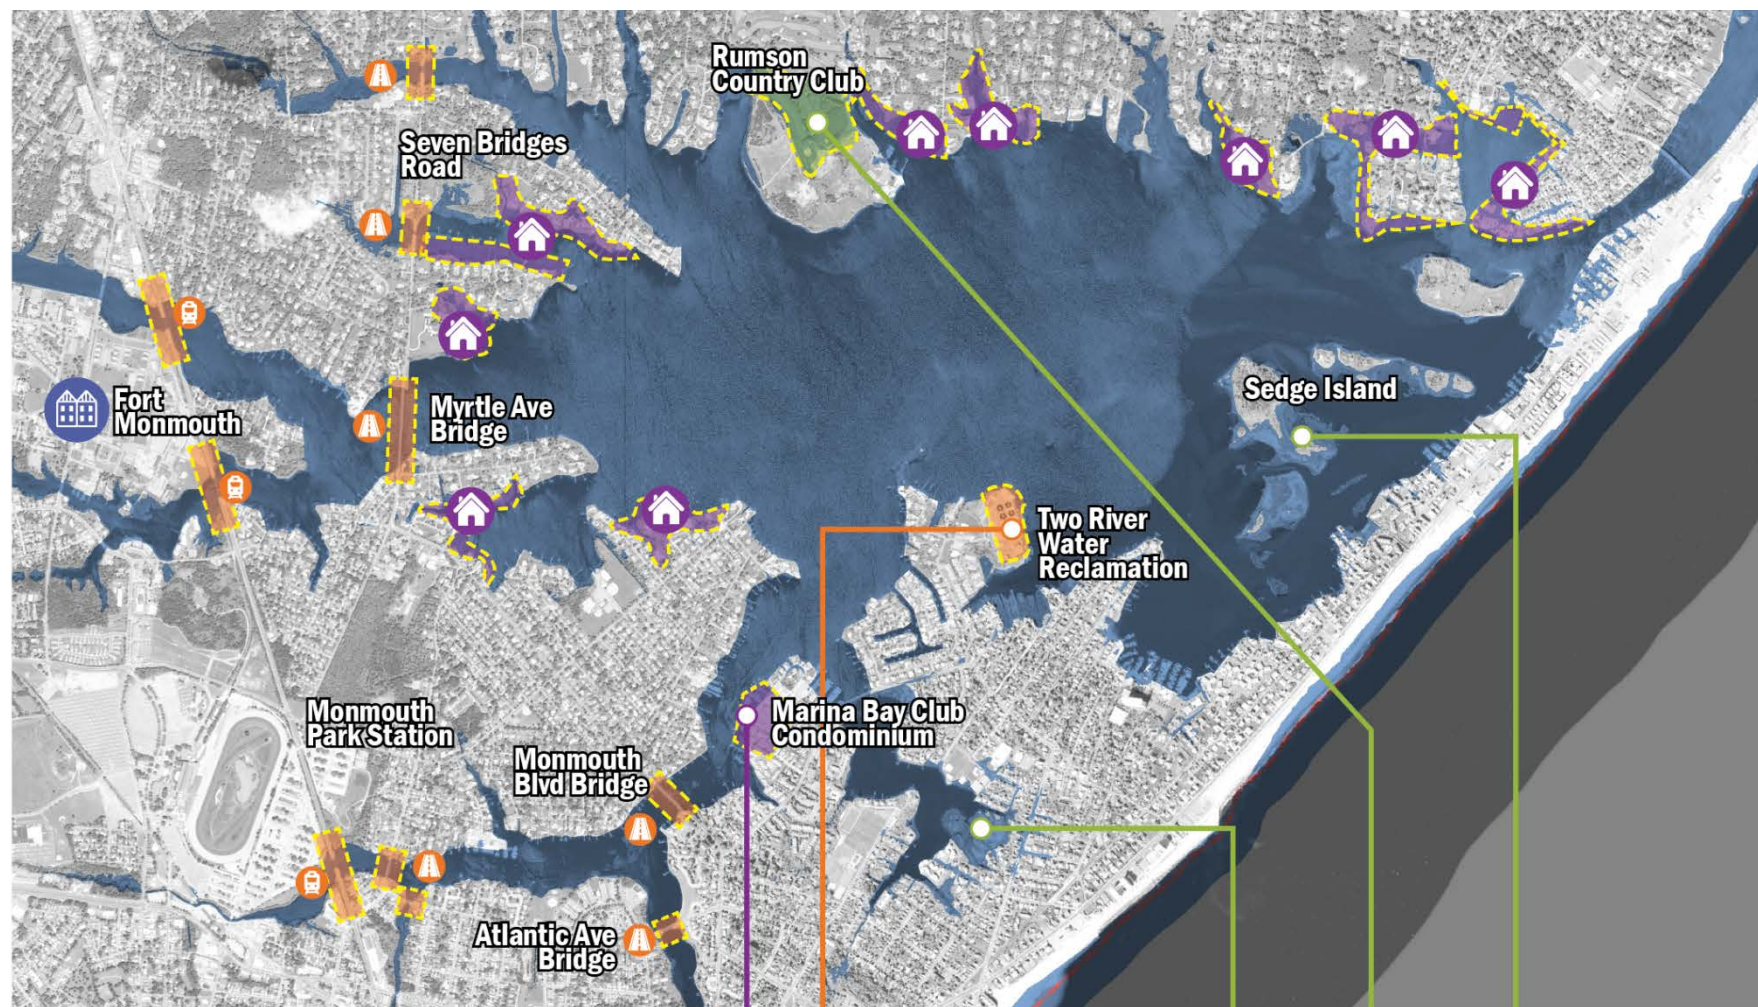 Rumson
Country Club
Seven Bridges
Road
Fort
Monmouth
Myrtle Ave
Bridge
Sedge Island
Two River
Water
Reclamation
Monmouth
Park Station
Marina Bay Club
Condominium
Monmouth
Blvd Bridge
Atlantic Ave
Bridge